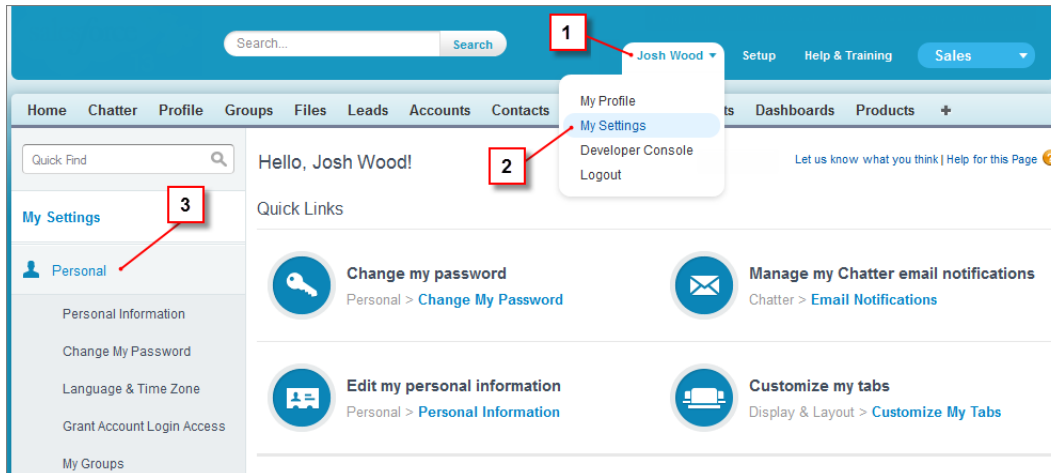 1
Search...
Search
Josh Wood
Setup
Help & Training
Sales
Home Chatter Profile Groups Files Leads Accounts Contacts ts Dashboards Products +
My Profile
My Settings
Developer Console
Logout
2
Quick Find
Hello, Josh Wood!
Let us know what you think | Help for this Page
3
My Settings
Quick Links
Personal
Personal Information
Change My Password
Language & Time Zone
Grant Account Login Access
My Groups
Change my password
Personal > Change My Password
Manage my Chatter email notifications
Chatter > Email Notifications
Edit my personal information
Personal > Personal Information
Customize my tabs
Display & Layout > Customize My Tabs